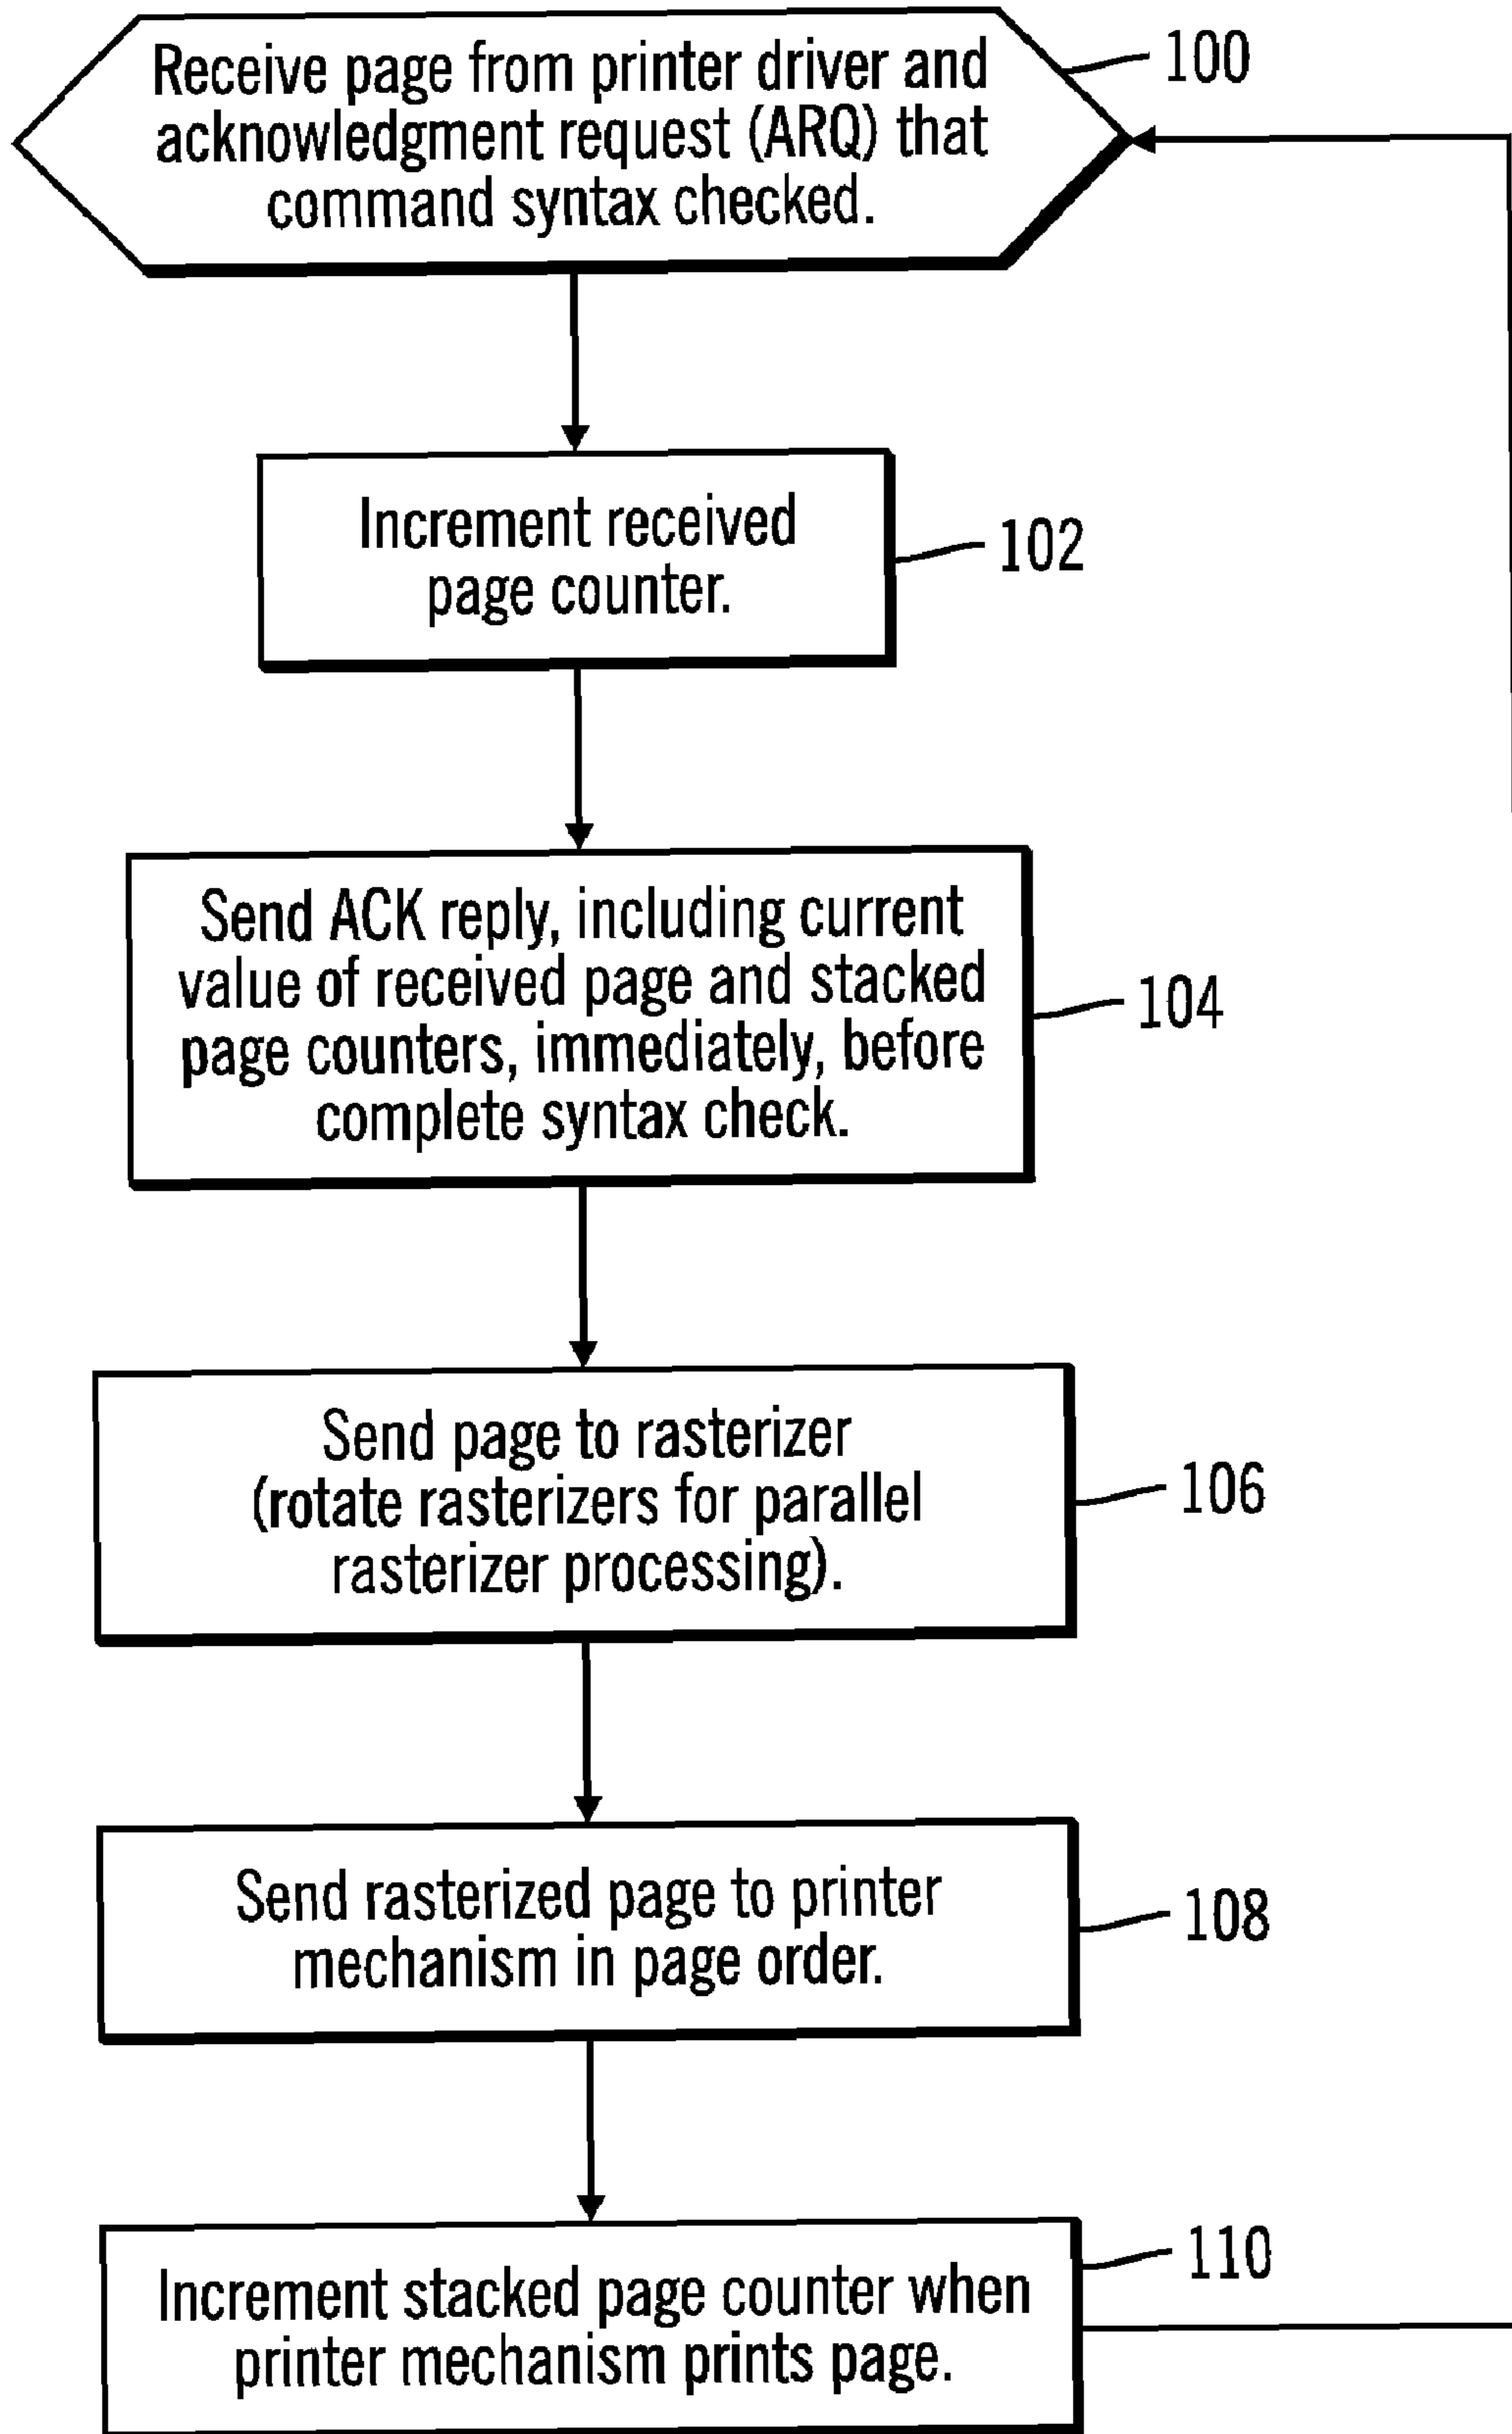 Receive page from printer driver and
acknowledgment request (ARQ) that
command syntax checked.
100
Increment received
page counter.
102
Send ACK reply, including current
value of received page and stacked
page counters, immediately, before
complete syntax check.
104
Send page to rasterizer
(rotate rasterizers for parallel
rasterizer processing).
106
Send rasterized page to printer
mechanism in page order.
108
Increment stacked page counter when
printer mechanism prints page.
110